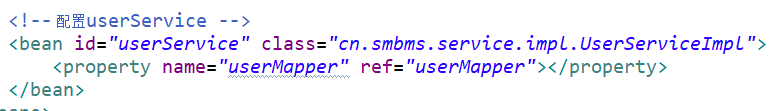 <!-- 配置userService -->
<bean id="userService" class="cn.smbms.service.impl.UserServiceImpl">
    <property name="userMapper" ref="userMapper"></property>
</bean>